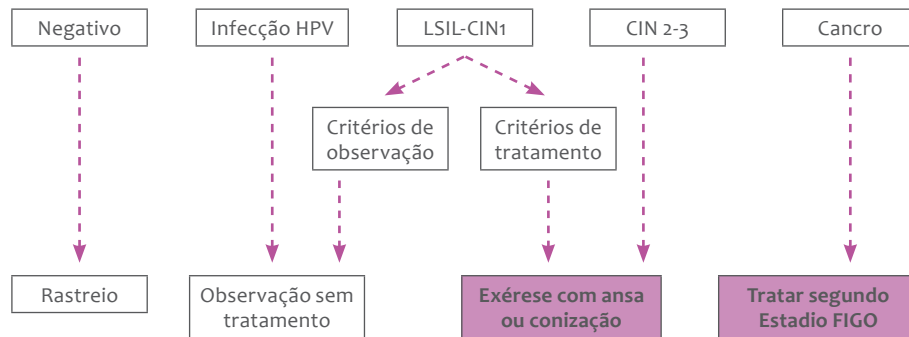 Negativo
Infecção HPV
LSIL-CIN1
CIN 2-3
Cancro
Critérios de
observação
Critérios de
tratamento
Rastreio
Observação sem
tratamento
Exérese com ansa
ou conização
Tratar segundo
Estadio FIGO